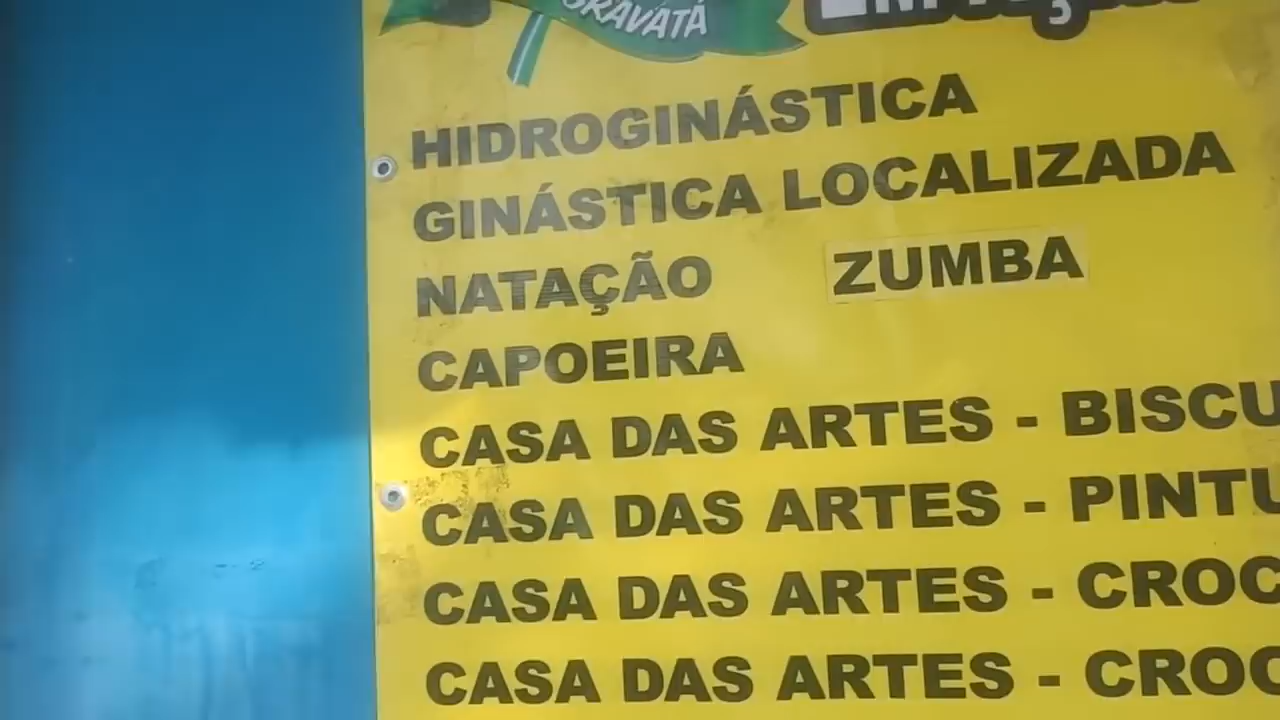 GRAVATÁ
HIDROGINÁSTICA
GINÁSTICA LOCALIZADA
NATAÇÃO ZUMBA
CAPOEIRA
CASA DAS ARTES - BISCU
CASA DAS ARTES - PINTU
CASA DAS ARTES - CROC
CASA DAS ARTES - CROC